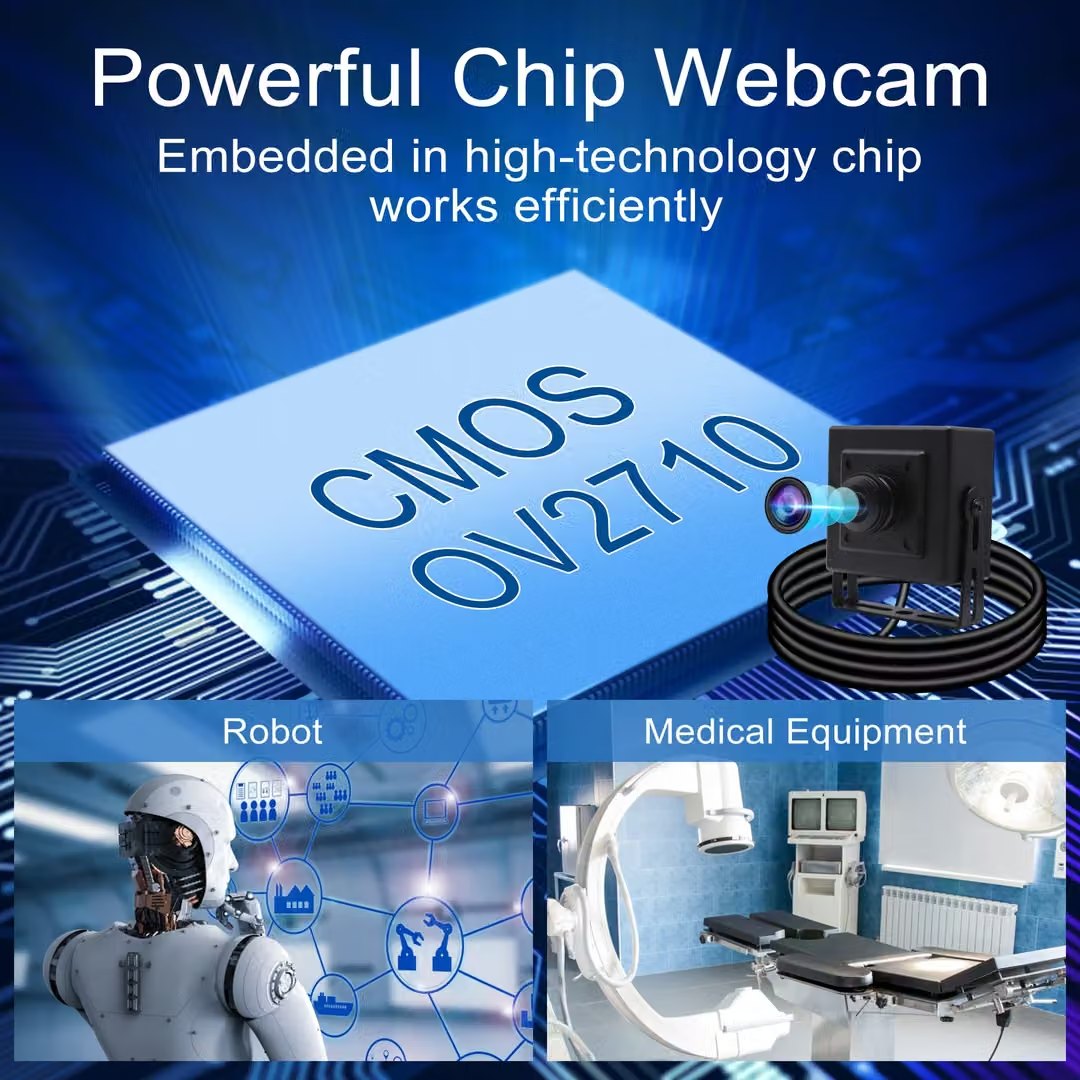 Powerful Chip Webcam
Embedded in high-technology chip
works efficiently
CMOS
OV2710
Robot
Medical Equipment